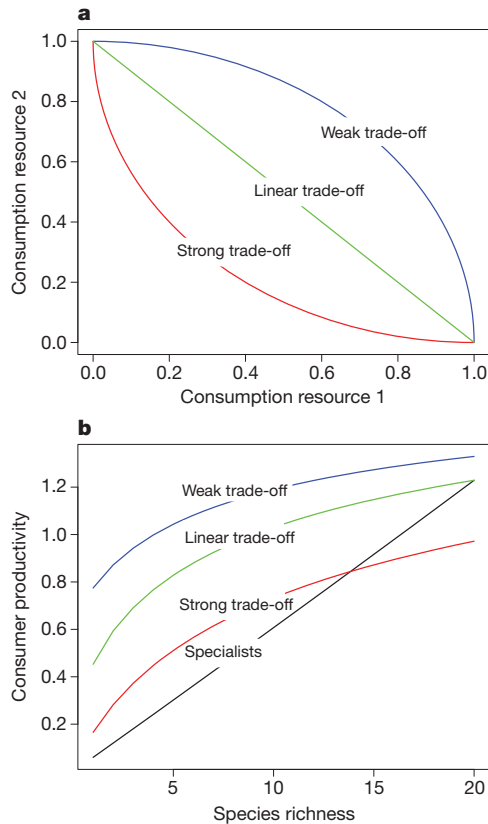 a
Consumption resource 2
1.0
0.8
0.6
0.4
0.2
0.0
Weak trade-off
Linear trade-off
Strong trade-off
0.0 0.2 0.4 0.6 0.8 1.0
Consumption resource 1
b
Consumer productivity
1.2
1.0
0.8
0.6
0.4
0.2
Weak trade-off
Linear trade-off
Strong trade-off
Specialists
5 10 15 20
Species richness